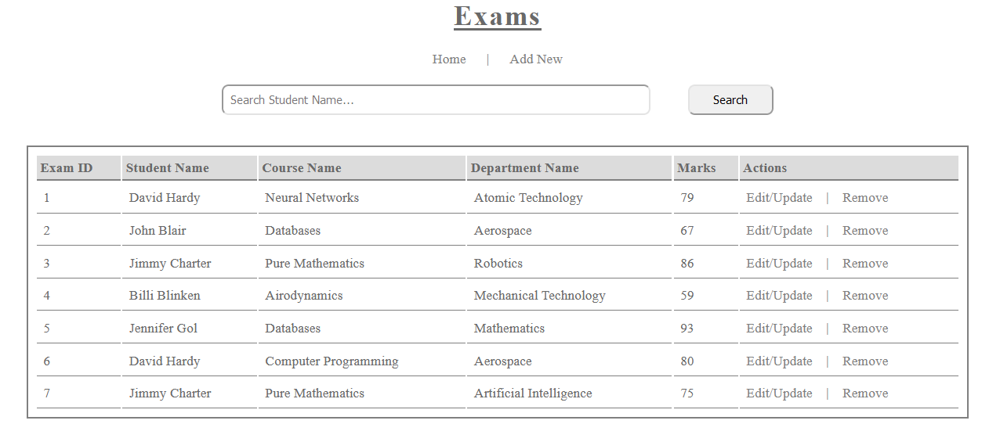 Exams
Home | Add New
Search Student Name... Search
Exam ID Student Name Course Name Department Name Marks Actions
1 David Hardy Neural Networks Atomic Technology 79 Edit/Update | Remove
2 John Blair Databases Aerospace 67 Edit/Update | Remove
3 Jimmy Charter Pure Mathematics Robotics 86 Edit/Update | Remove
4 Billi Blinken Airodynamics Mechanical Technology 59 Edit/Update | Remove
5 Jennifer Gol Databases Mathematics 93 Edit/Update | Remove
6 David Hardy Computer Programming Aerospace 80 Edit/Update | Remove
7 Jimmy Charter Pure Mathematics Artificial Intelligence 75 Edit/Update | Remove